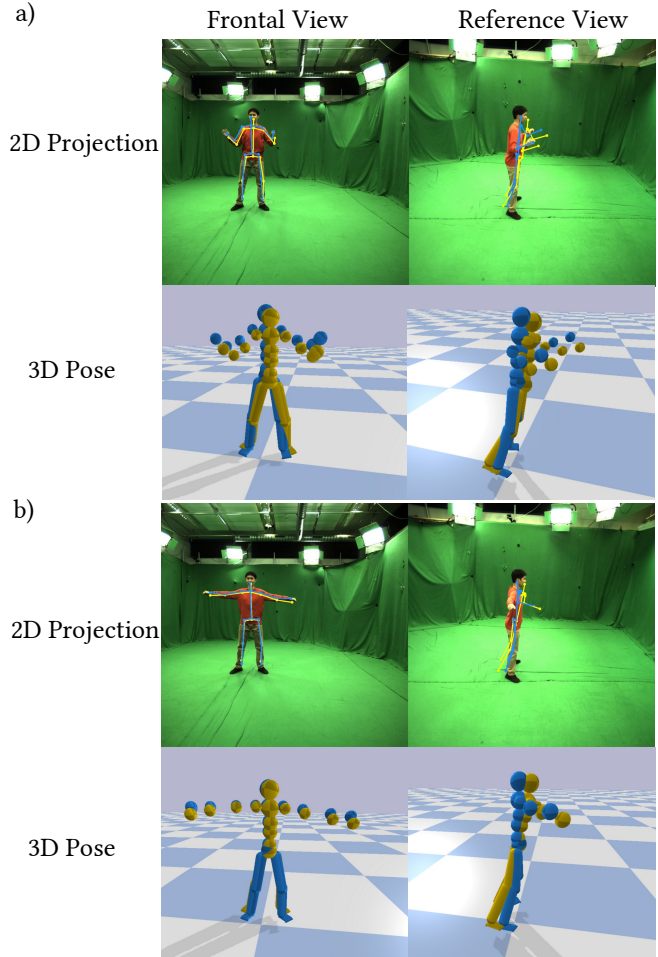 a)
Frontal View
Reference View
2D Projection
3D Pose
b)
2D Projection
3D Pose